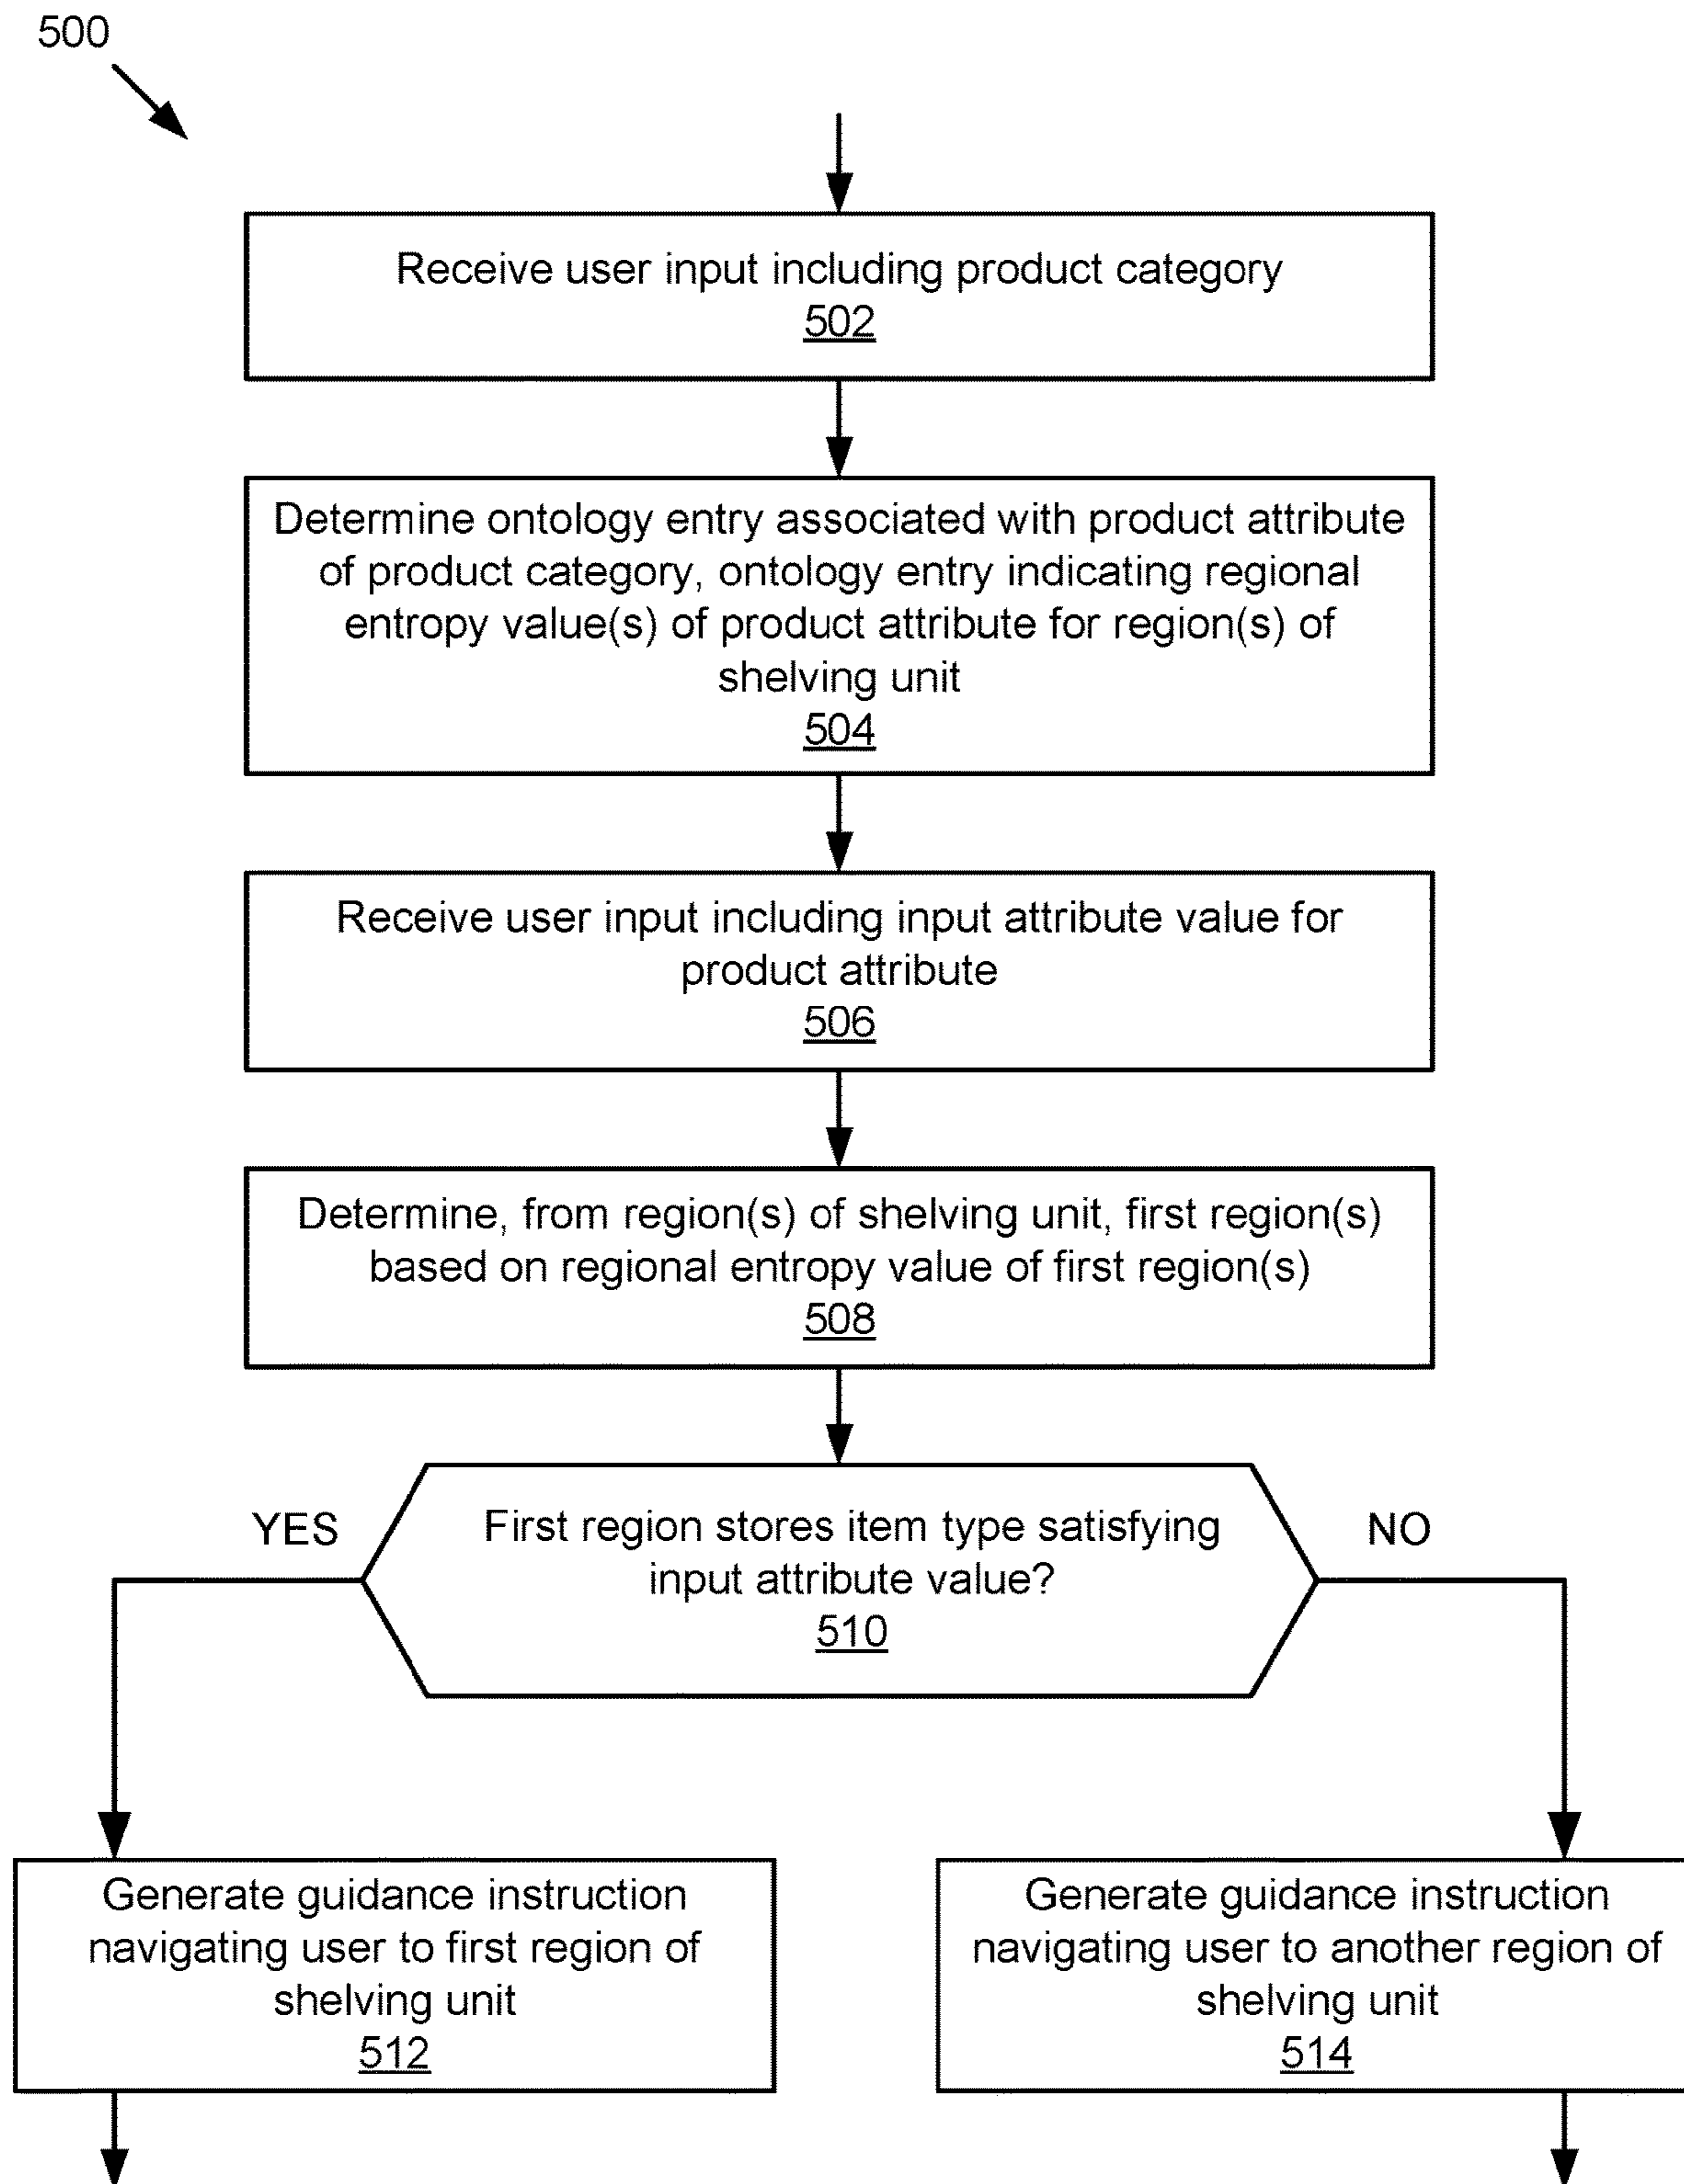 500
Receive user input including product category
502
Determine ontology entry associated with product attribute
of product category, ontology entry indicating regional
entropy value(s) of product attribute for region(s) of
shelving unit
504
Receive user input including input attribute value for
product attribute
506
Determine, from region(s) of shelving unit, first region(s)
based on regional entropy value of first region(s)
508
YES
First region stores item type satisfying
input attribute value?
510
NO
Generate guidance instruction
navigating user to first region of
shelving unit
512
Generate guidance instruction
navigating user to another region of
shelving unit
514